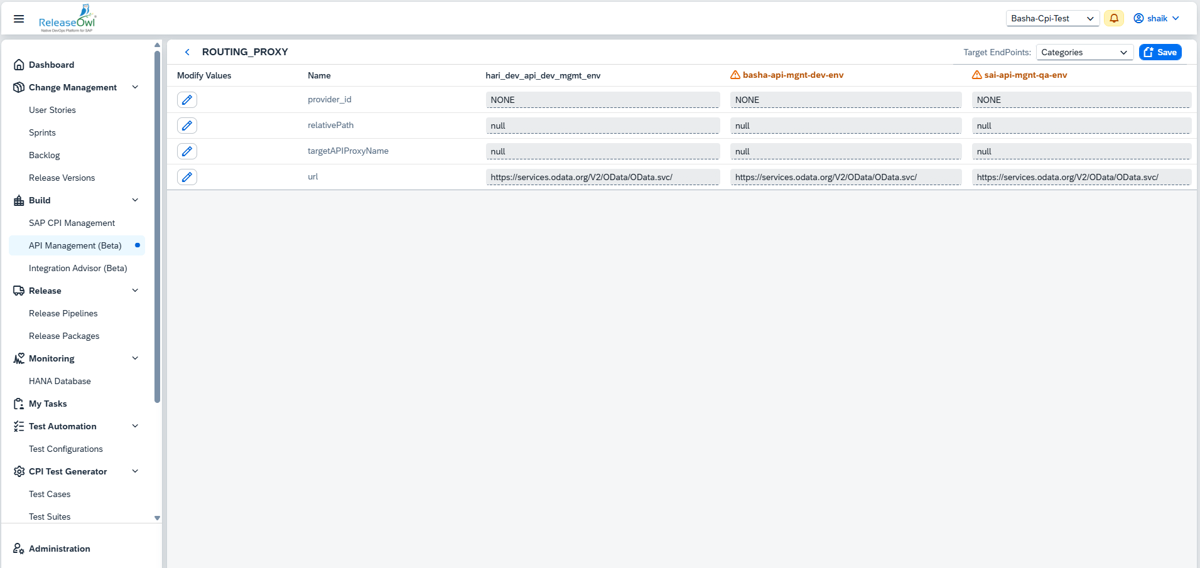 ReleaseOwl
Native DevOps Platform for SAP
Basha-Cpi-Test
shaik
Dashboard
Change Management
User Stories
Sprints
Backlog
Release Versions
Build
SAP CPI Management
API Management (Beta)
Integration Advisor (Beta)
Release
Release Pipelines
Release Packages
Monitoring
HANA Database
My Tasks
Test Automation
Test Configurations
CPI Test Generator
Test Cases
Test Suites
Administration
ROUTING_PROXY
Target EndPoints: Categories Save
Modify Values Name hari_dev_api_dev_mgmt_env basha-api-mgnt-dev-env sai-api-mgnt-qa-env
provider_id NONE NONE NONE
relativePath null null null
targetAPIProxyName null null null
url https://services.odata.org/V2/OData/OData.svc/ https://services.odata.org/V2/OData/OData.svc/ https://services.odata.org/V2/OData/OData.svc/